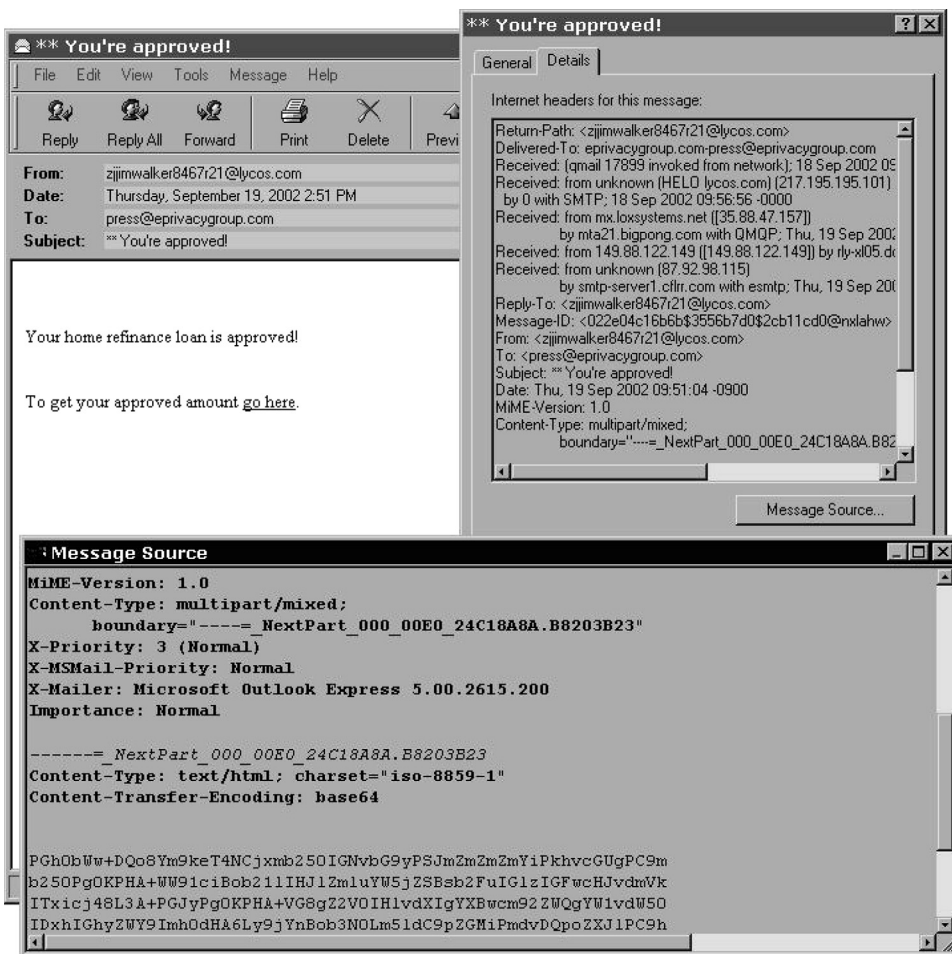 ** You're approved!
File Edit View Tools Message Help
Reply Reply All Forward Print Delete Previ
From: zjjimwalker8467r21@lycos.com
Date: Thursday, September 19, 2002 2:51 PM
To: press@eprivacygroup.com
Subject: ** You're approved!
Your home refinance loan is approved!
To get your approved amount go here.
** You're approved!
General Details
Internet headers for this message:
Return-Path: <zjjimwalker8467r21@lycos.com>
Delivered-To: eprivacygroup.com-press@eprivacygroup.com
Received: (qmail 17899 invoked from network); 18 Sep 2002 09
Received: from unknown (HELO lycos.com) (217.195.195.101)
by 0 with SMTP; 18 Sep 2002 09:56:56 -0000
Received: from mx.loxsystems.net ([35.88.47.157])
by mta21.bigpong.com with QMQP; Thu, 19 Sep 2002
Received: from 149.88.122.149 ([149.88.122.149]) by rly-xl05.do
Received: from unknown (87.92.98.115)
by smtp-server1.cflrr.com with esmtp; Thu, 19 Sep 200
Reply-To: <zjjimwalker8467r21@lycos.com>
Message-ID: <022e04c16b6b$3556b7d0$2cb11cd0@nxlahw>
From: <zjjimwalker8467r21@lycos.com>
To: <press@eprivacygroup.com>
Subject: ** You're approved!
Date: Thu, 19 Sep 2002 09:51:04 -0900
MiME-Version: 1.0
Content-Type: multipart/mixed;
boundary="----=_NextPart_000_00E0_24C18A8A.B82
Message Source...
Message Source
MiME-Version: 1.0
Content-Type: multipart/mixed;
boundary="----=_NextPart_000_00E0_24C18A8A.B8203B23"
X-Priority: 3 (Normal)
X-MSMail-Priority: Normal
X-Mailer: Microsoft Outlook Express 5.00.2615.200
Importance: Normal
------=_NextPart_000_00E0_24C18A8A.B8203B23
Content-Type: text/html; charset="iso-8859-1"
Content-Transfer-Encoding: base64
PGh0bWw+DQo8Ym9keT4NCjxmb250IGNvbG9yPSJmZmZmZmYiPkhvcGUgPC9m
b250Pg0KPHA+WW91ciBob21lIHJlZmluYW5jZSBsb2FuIGlzIGFwcHJvdmVk
ITxicj48L3A+PGJyPg0KPHA+VG8gZ2V0IHlvdXIgYXBwcm92ZWQgYW1vdW50
IDxhIGhyZWY9Imh0dHA6Ly9jYnBob3N0Lm5ldC9pZGMiPmdvDQpoZXJlPC9h